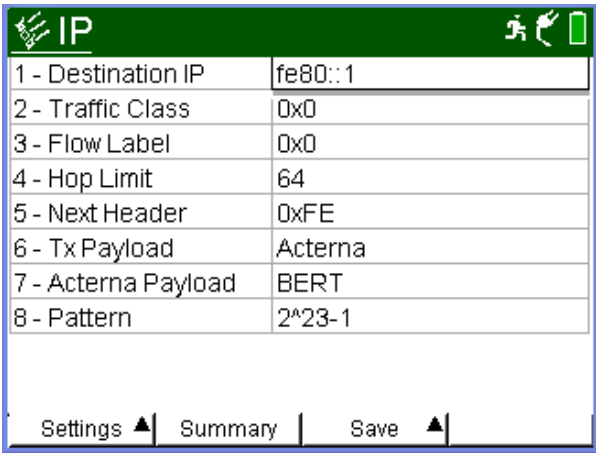 IP
1 - Destination IP fe80::1
2 - Traffic Class 0x0
3 - Flow Label 0x0
4 - Hop Limit 64
5 - Next Header 0xFE
6 - Tx Payload Acterna
7 - Acterna Payload BERT
8 - Pattern 2^23-1
Settings Summary Save